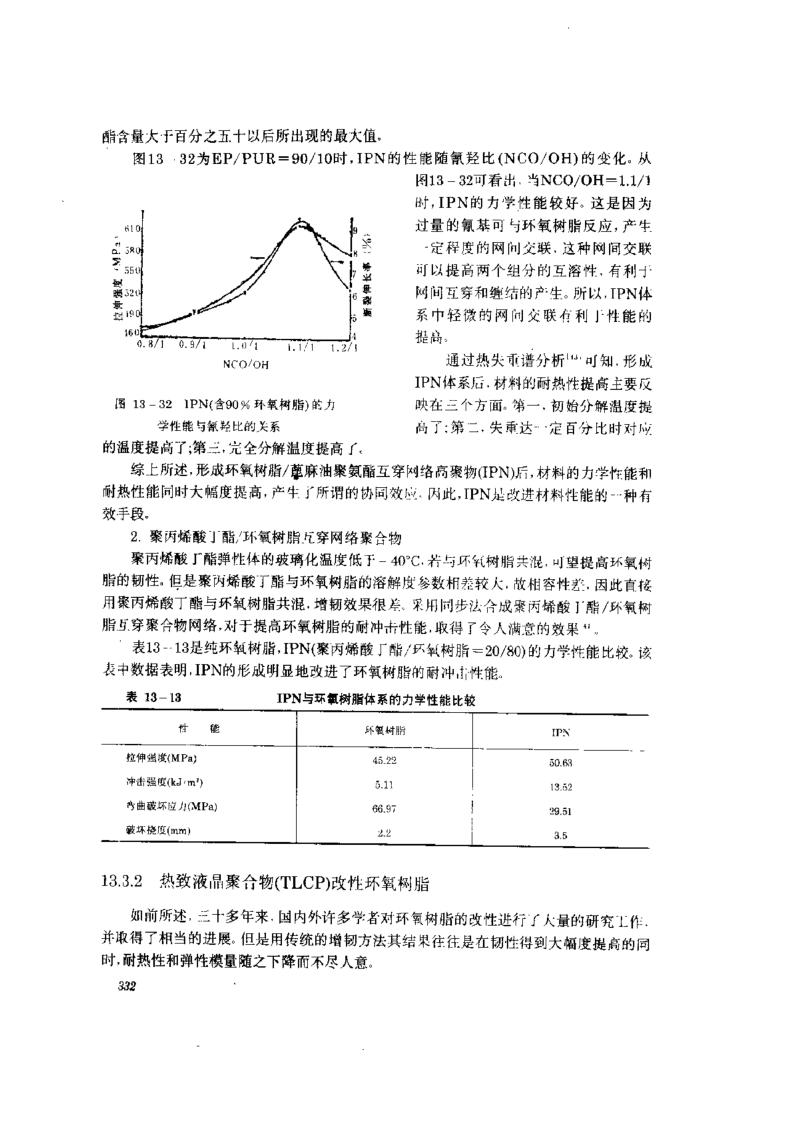 酯含量大于百分之五十以后所出现的最大值。
图13-32为EP/PUR=90/10时,IPN的性能随氰羟比(NCO/OH)的变化。从
图13-32可看出,当NCO/OH=1.1/1
时,IPN的力学性能较好。这是因为
过量的氰基可与环氧树脂反应,产生
一定程度的网间交联,这种网间交联
可以提高两个组分的互溶性,有利于
网间互穿和缠结的产生。所以,IPN体
系中轻微的网间交联有利于性能的
提高。
通过热失重谱分析可知,形成
IPN体系后,材料的耐热性提高主要反
映在三个方面。第一,初始分解温度提
高了;第二,失重达一定百分比时对应
拉伸强度(MPa)
610
580
550
520
490
460
断裂伸长率(%)
9
8
7
6
5
4
0.8/1 0.9/1 1.0/1 1.1/1 1.2/1
NCO/OH
图 13-32 IPN(含90%环氧树脂)的力
学性能与氰羟比的关系
的温度提高了;第三,完全分解温度提高了。
综上所述,形成环氧树脂/蓖麻油聚氨酯互穿网络高聚物(IPN)后,材料的力学性能和
耐热性能同时大幅度提高,产生了所谓的协同效应。因此,IPN是改进材料性能的一种有
效手段。
2. 聚丙烯酸丁酯/环氧树脂互穿网络聚合物
聚丙烯酸丁酯弹性体的玻璃化温度低于-40℃,若与环氧树脂共混,可望提高环氧树
脂的韧性。但是聚丙烯酸丁酯与环氧树脂的溶解度参数相差较大,故相容性差,因此直接
用聚丙烯酸丁酯与环氧树脂共混,增韧效果很差。采用同步法合成聚丙烯酸丁酯/环氧树
脂互穿聚合物网络,对于提高环氧树脂的耐冲击性能,取得了令人满意的效果。
表13-13是纯环氧树脂,IPN(聚丙烯酸丁酯/环氧树脂=20/80)的力学性能比较。该
表中数据表明,IPN的形成明显地改进了环氧树脂的耐冲击性能。
表 13-13 IPN与环氧树脂体系的力学性能比较
性 能 环氧树脂 IPN
拉伸强度(MPa) 45.22 50.63
冲击强度(kJ/m²) 5.11 13.52
弯曲破坏应力(MPa) 66.97 29.51
破坏挠度(mm) 2.2 3.5
13.3.2 热致液晶聚合物(TLCP)改性环氧树脂
如前所述,三十多年来,国内外许多学者对环氧树脂的改性进行了大量的研究工作,
并取得了相当的进展。但是用传统的增韧方法其结果往往是在韧性得到大幅度提高的同
时,耐热性和弹性模量随之下降而不尽人意。
332